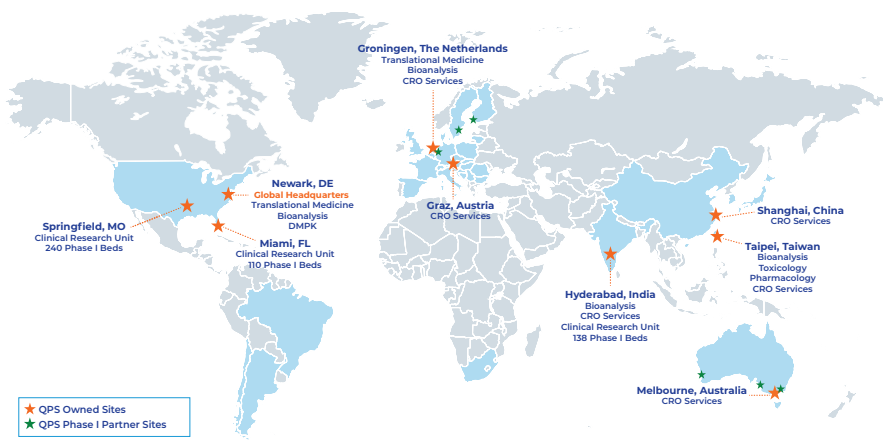 Groningen, The Netherlands
Translational Medicine
Bioanalysis
CRO Services
Newark, DE
Global Headquarters
Translational Medicine
Bioanalysis
DMPK
Springfield, MO
Clinical Research Unit
240 Phase I Beds
Miami, FL
Clinical Research Unit
110 Phase I Beds
Graz, Austria
CRO Services
Shanghai, China
CRO Services
Taipei, Taiwan
Bioanalysis
Toxicology
Pharmacology
CRO Services
Hyderabad, India
Bioanalysis
CRO Services
Clinical Research Unit
138 Phase I Beds
Melbourne, Australia
CRO Services
QPS Owned Sites
QPS Phase I Partner Sites